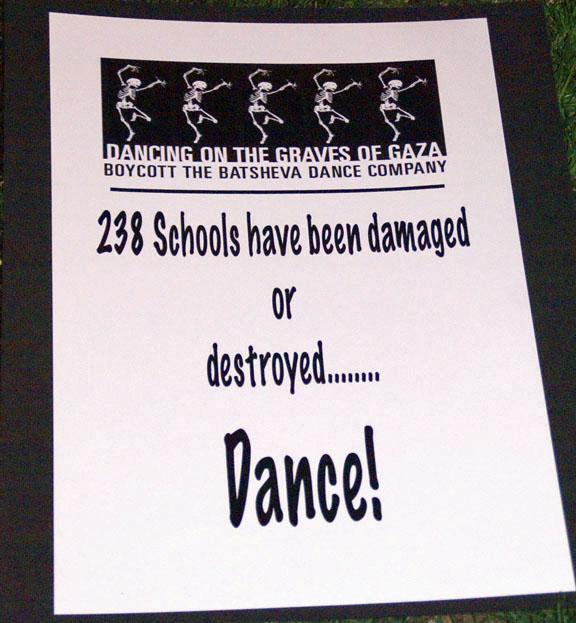 DANCING ON THE GRAVES OF GAZA
BOYCOTT THE BATSHEVA DANCE COMPANY
238 Schools have been damaged
or
destroyed........
Dance!